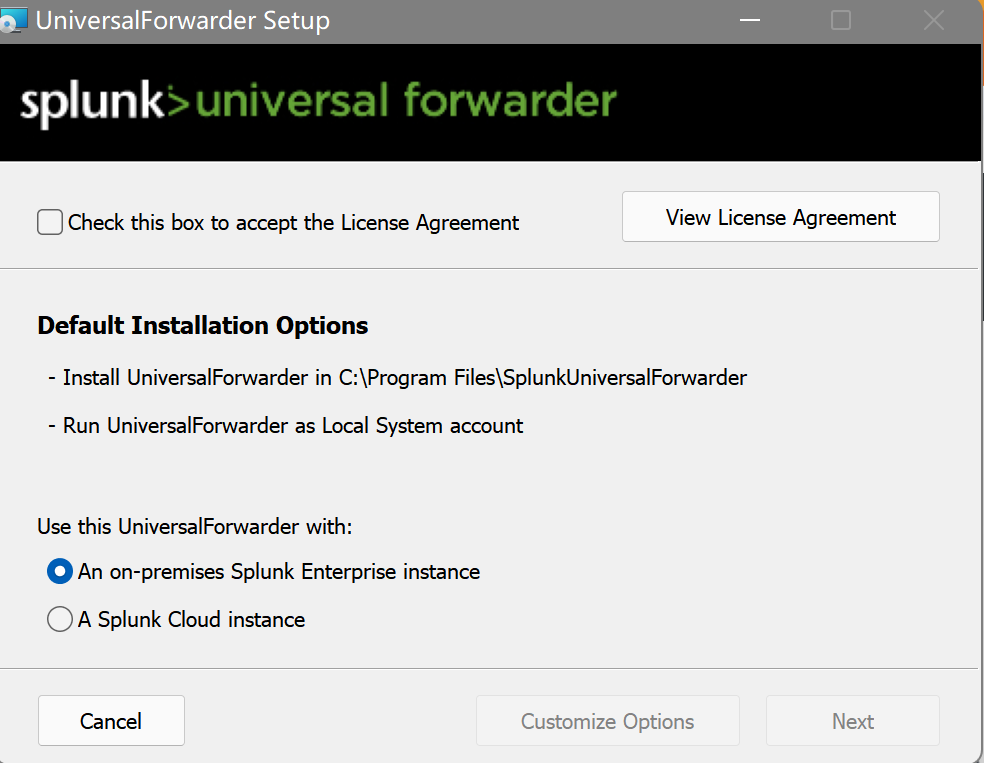 UniversalForwarder Setup
splunk>universal forwarder
Check this box to accept the License Agreement
View License Agreement
Default Installation Options
- Install UniversalForwarder in C:\Program Files\SplunkUniversalForwarder
- Run UniversalForwarder as Local System account
Use this UniversalForwarder with:
An on-premises Splunk Enterprise instance
A Splunk Cloud instance
Cancel
Customize Options
Next